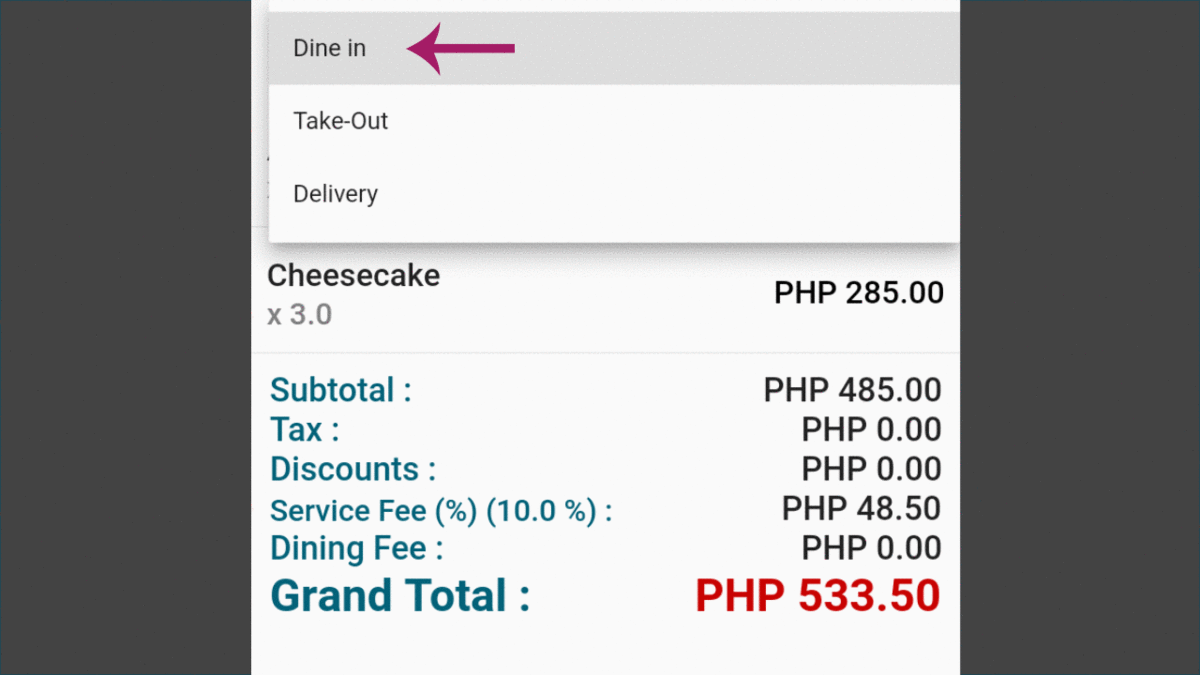 Dine in
Take-Out
Delivery
Cheesecake PHP 285.00
x 3.0
Subtotal : PHP 485.00
Tax : PHP 0.00
Discounts : PHP 0.00
Service Fee (%) (10.0 %) : PHP 48.50
Dining Fee : PHP 0.00
Grand Total : PHP 533.50